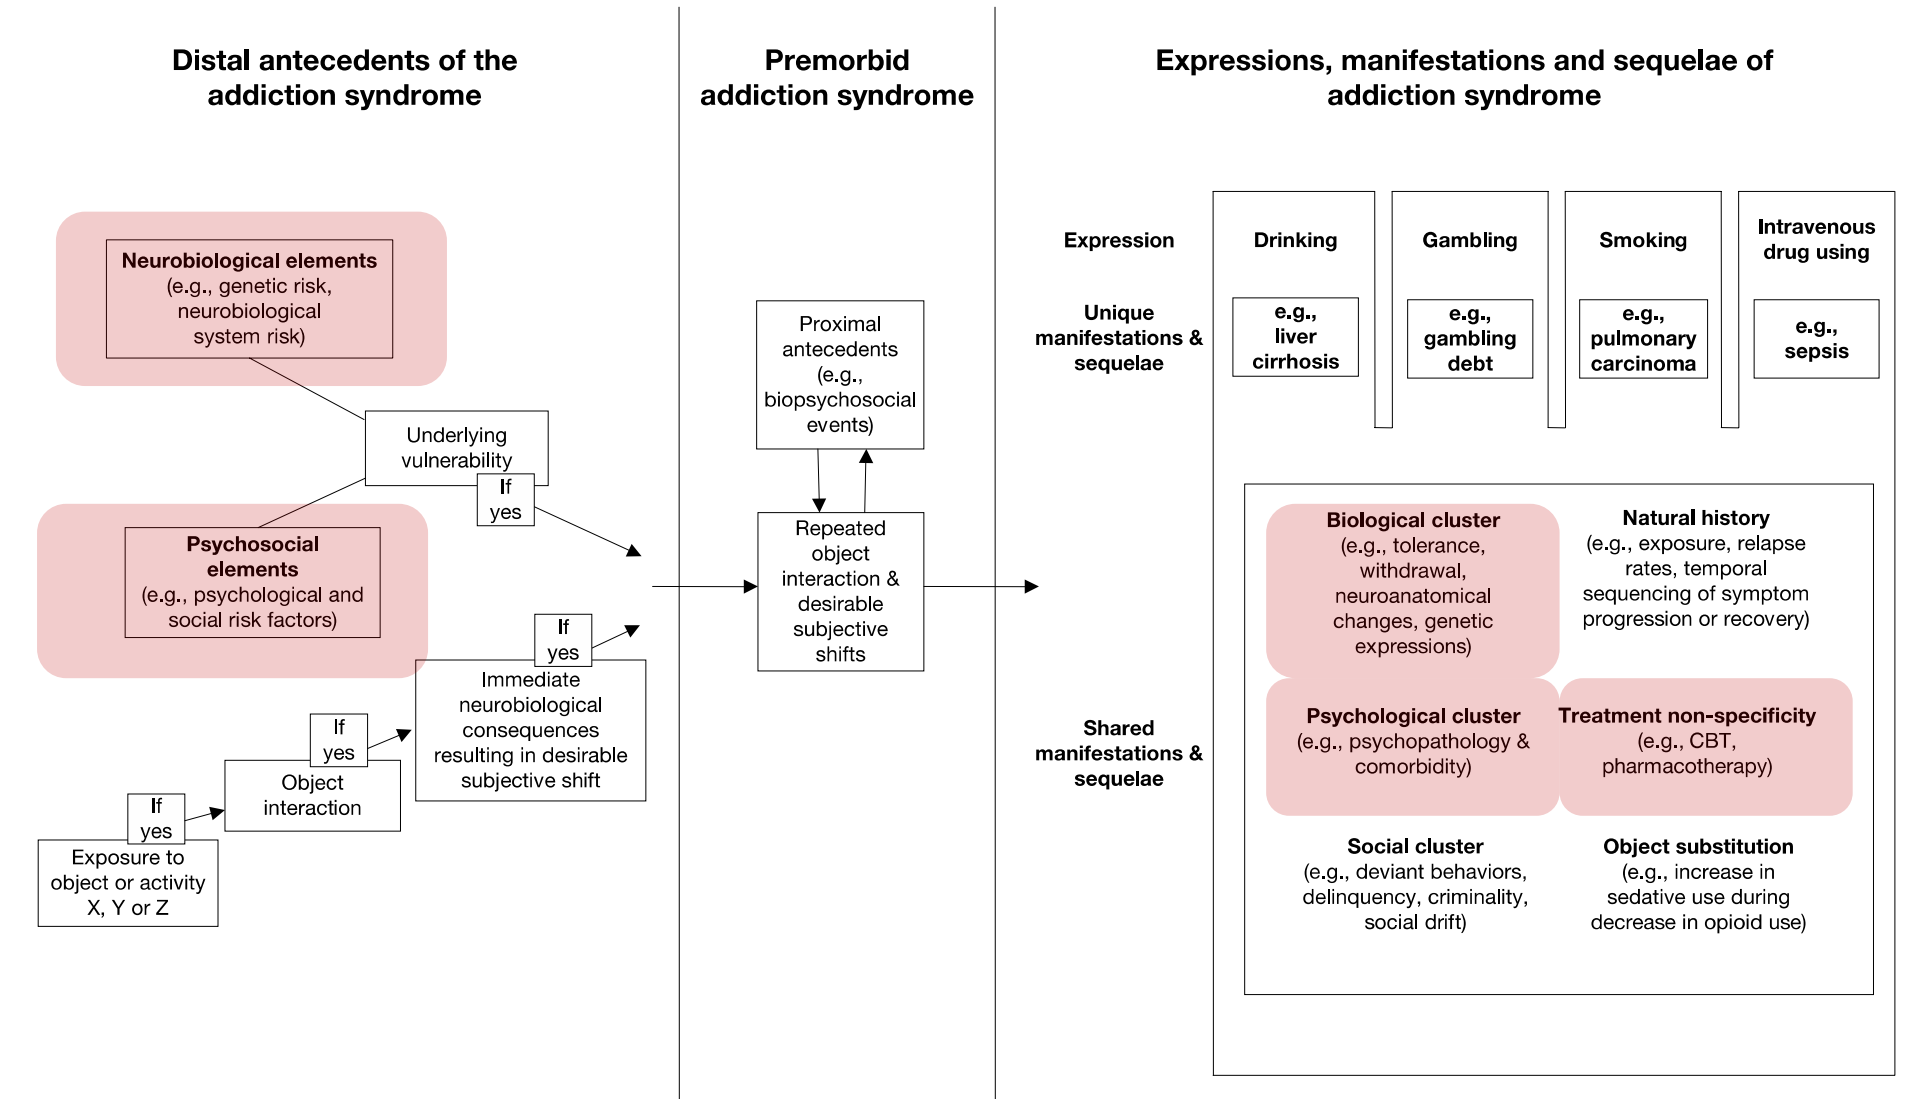 Distal antecedents of the
addiction syndrome
Premorbid
addiction syndrome
Expressions, manifestations and sequelae of
addiction syndrome
Neurobiological elements
(e.g., genetic risk,
neurobiological
system risk)
Underlying
vulnerability
If
yes
Psychosocial
elements
(e.g., psychological and
social risk factors)
If
yes
Immediate
neurobiological
consequences
resulting in desirable
subjective shift
If
yes
Object
interaction
If
yes
Exposure to
object or activity
X, Y or Z
Proximal
antecedents
(e.g.,
biopsychosocial
events)
Repeated
object
interaction &
desirable
subjective
shifts
Expression
Drinking
Gambling
Smoking
Intravenous
drug using
Unique
manifestations &
sequelae
e.g.,
liver
cirrhosis
e.g.,
gambling
debt
e.g.,
pulmonary
carcinoma
e.g.,
sepsis
Shared
manifestations &
sequelae
Biological cluster
(e.g., tolerance,
withdrawal,
neuroanatomical
changes, genetic
expressions)
Natural history
(e.g., exposure, relapse
rates, temporal
sequencing of symptom
progression or recovery)
Psychological cluster
(e.g., psychopathology &
comorbidity)
Treatment non-specificity
(e.g., CBT,
pharmacotherapy)
Social cluster
(e.g., deviant behaviors,
delinquency, criminality,
social drift)
Object substitution
(e.g., increase in
sedative use during
decrease in opioid use)